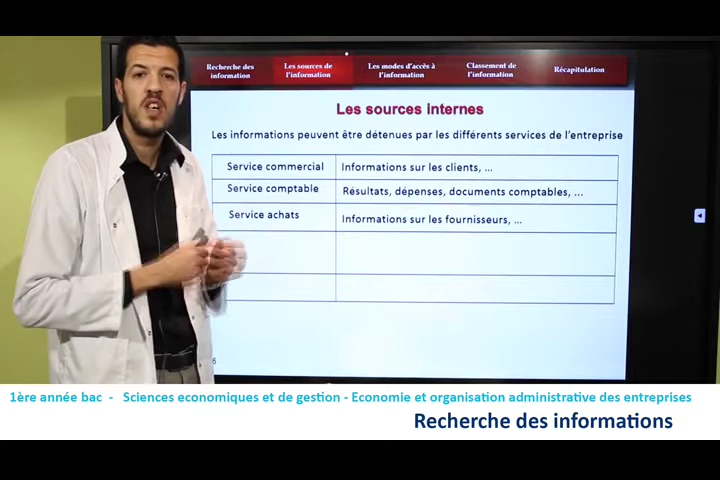 Recherche des information
Les sources de l'information
Les modes d'accès à l'information
Classement de l'information
Récapitulation
Les sources internes
Les informations peuvent être détenues par les différents services de l'entreprise
Service commercial
Informations sur les clients, ...
Service comptable
Résultats, dépenses, documents comptables, ...
Service achats
Informations sur les fournisseurs, ...
6
1ère année bac - Sciences economiques et de gestion - Economie et organisation administrative des entreprises
Recherche des informations